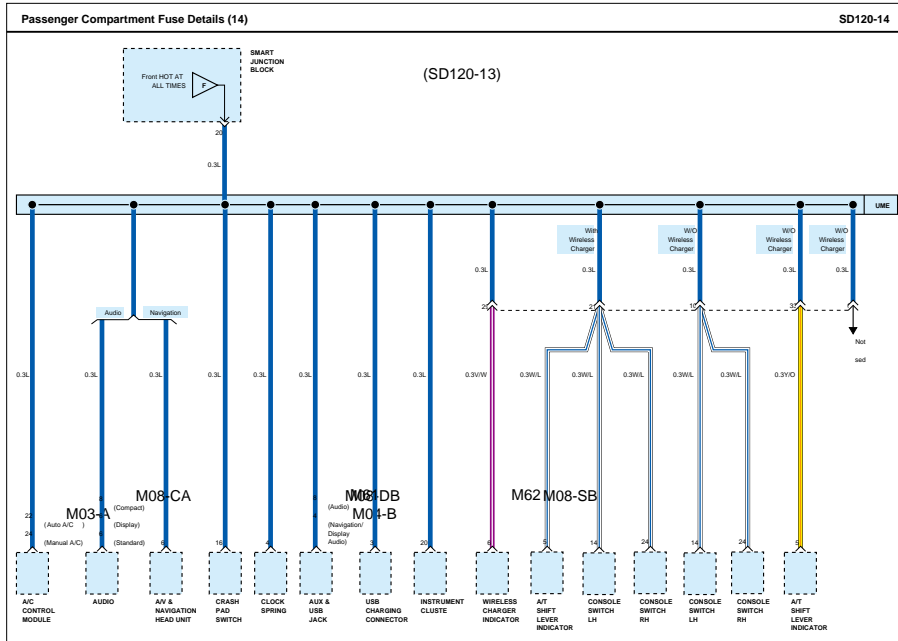 Passenger Compartment Fuse Details (14)
SD120-14
SMART
JUNCTION
BLOCK
Front HOT AT
ALL TIMES
F
(SD120-13)
20
0.3L
UME
With
Wireless
Charger
W/O
Wireless
Charger
W/O
Wireless
Charger
W/O
Wireless
Charger
0.3L
0.3L
0.3L
0.3L
0.3L
Audio
Navigation
10
33
Not
sed
0.3L
0.3L
0.3L
0.3L
0.3L
0.3L
0.3L
0.3L
0.3V/W
0.3W/L
0.3W/L
0.3W/L
0.3W/L
0.3W/L
0.3Y/O
M08-CA
M08-DB
M62
M08-SB
M03-A
M04-B
(Compact)
(Audio)
22
(Auto A/C )
(Display)
(Navigation/
Display
Audio)
24
(Manual A/C)
(Standard)
6
16
4
3
20
6
5
14
24
14
24
5
A/C
CONTROL
MODULE
AUDIO
A/V &
NAVIGATION
HEAD UNIT
CRASH
PAD
SWITCH
CLOCK
SPRING
AUX &
USB
JACK
USB
CHARGING
CONNECTOR
INSTRUMENT
CLUSTE
WIRELESS
CHARGER
INDICATOR
A/T
SHIFT
LEVER
INDICATOR
CONSOLE
SWITCH
LH
CONSOLE
SWITCH
RH
CONSOLE
SWITCH
LH
CONSOLE
SWITCH
RH
A/T
SHIFT
LEVER
INDICATOR